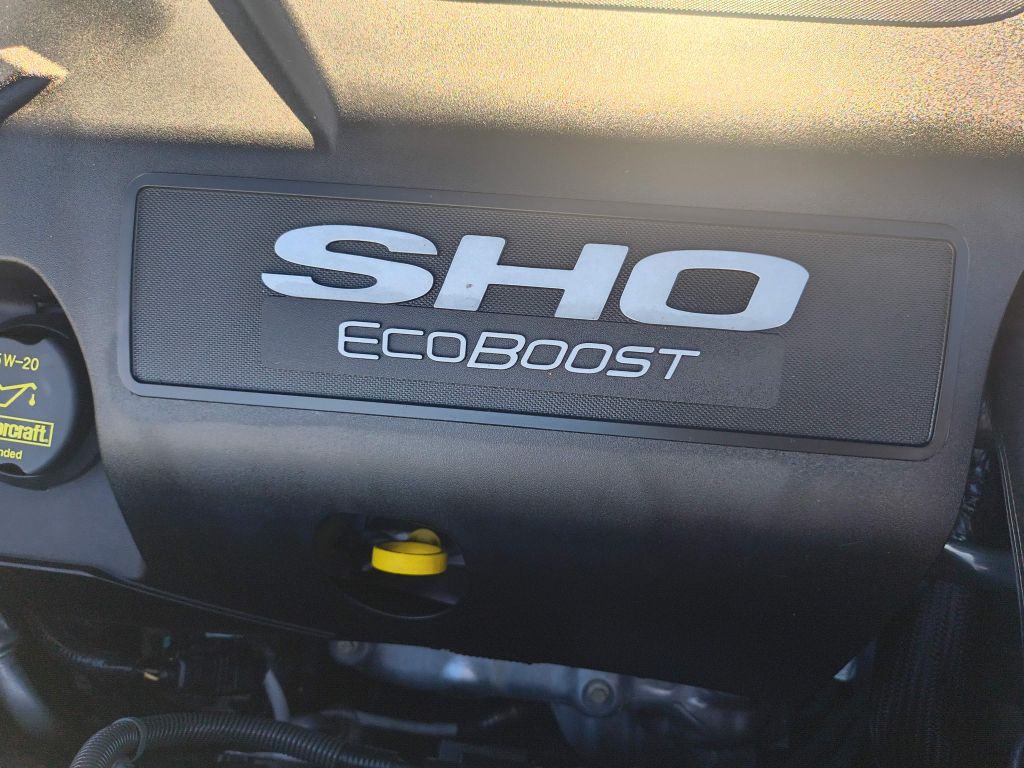 SHO
ECOBOOST
5W-20
orcraft.
nded